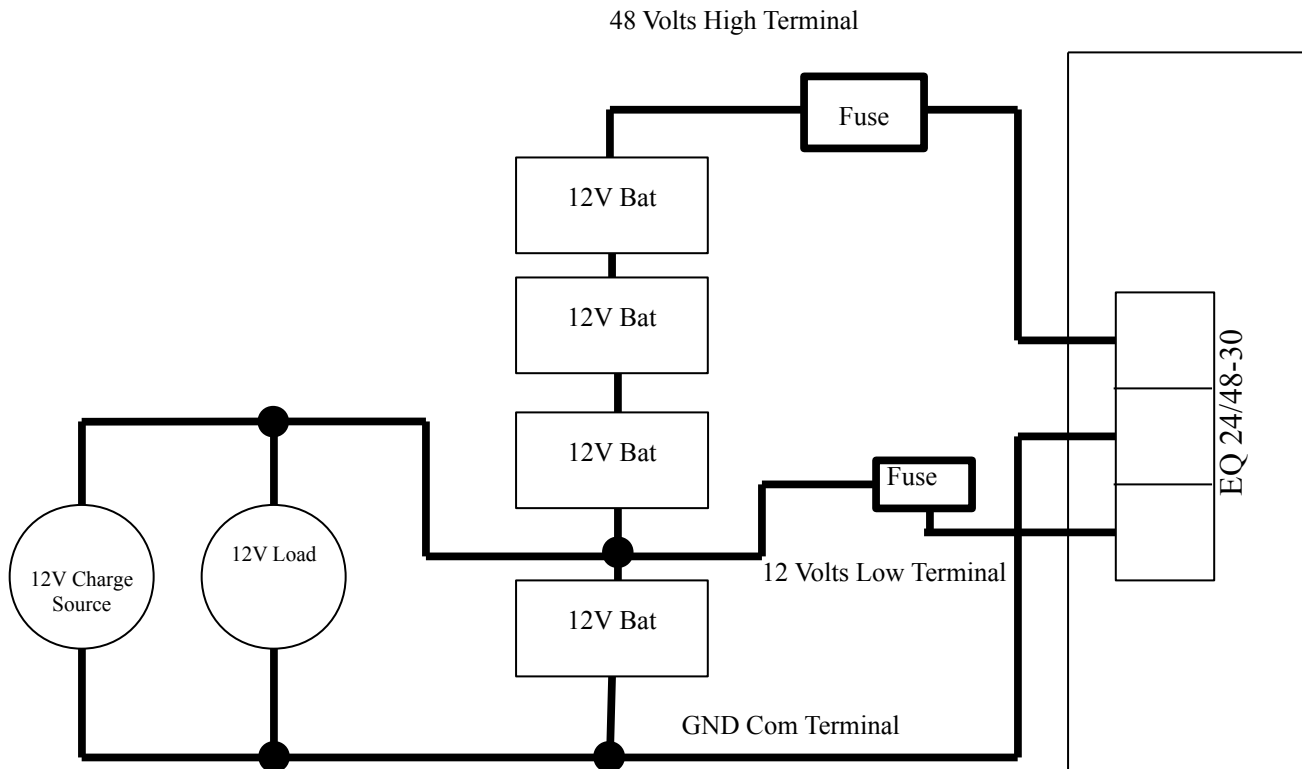 48 Volts High Terminal
Fuse
12V Bat
12V Bat
12V Bat
Fuse
EQ 24/48-30
12V Load
12V Charge
Source
12 Volts Low Terminal
12V Bat
GND Com Terminal